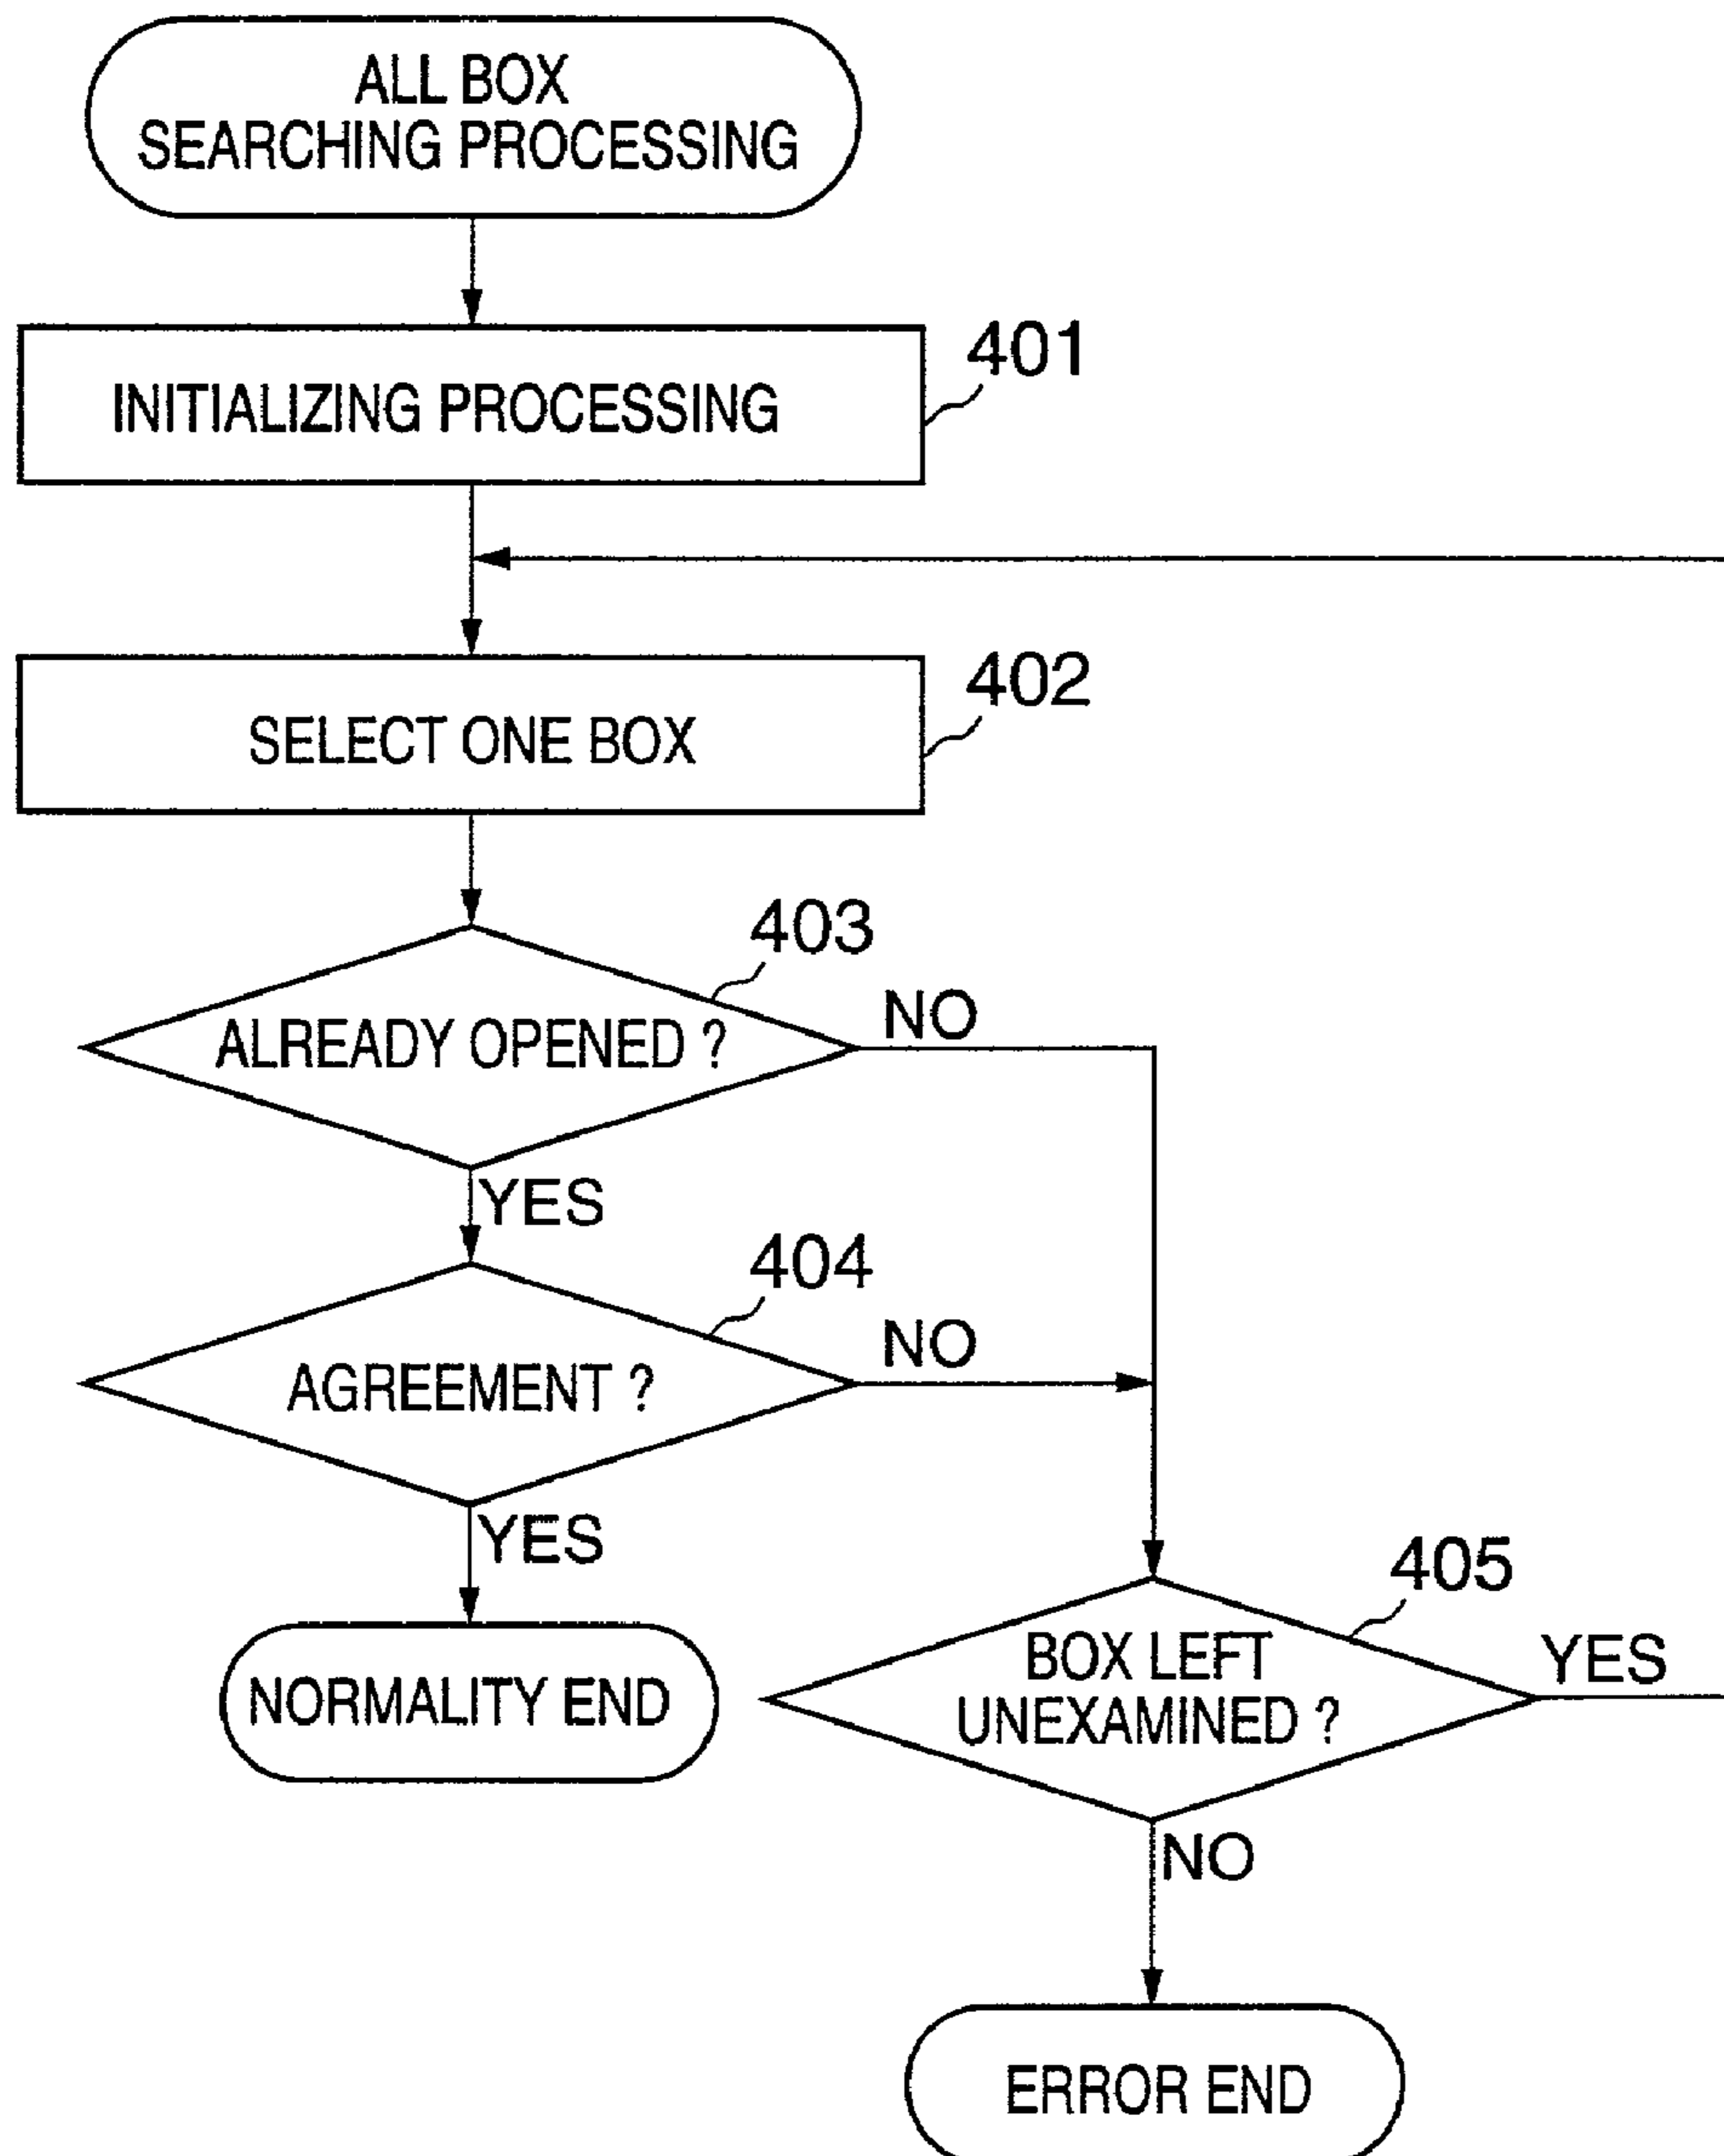 ALL BOX
SEARCHING PROCESSING
401
INITIALIZING PROCESSING
402
SELECT ONE BOX
403
ALREADY OPENED ?
NO
YES
404
AGREEMENT ?
NO
YES
NORMALITY END
405
BOX LEFT
UNEXAMINED ?
YES
NO
ERROR END